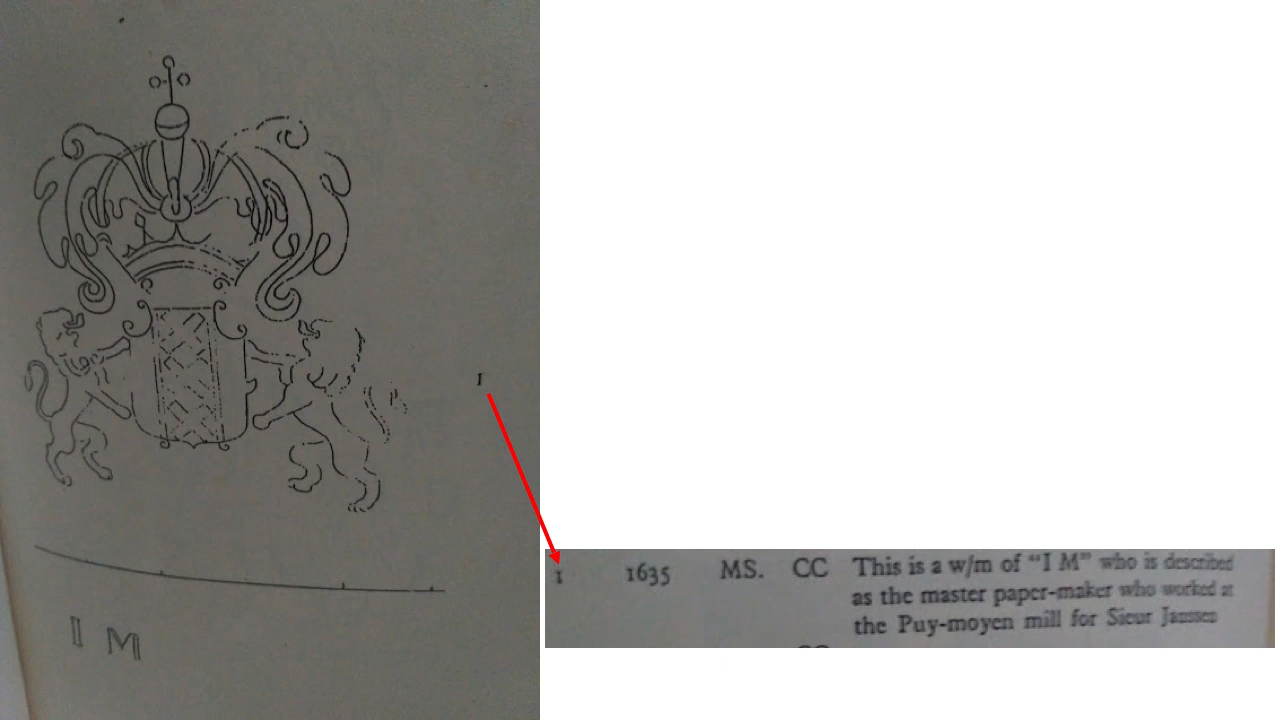 1
I M
1 1635 MS. CC This is a w/m of "I M" who is described
as the master paper-maker who worked at
the Puy-moyen mill for Sieur Janssen